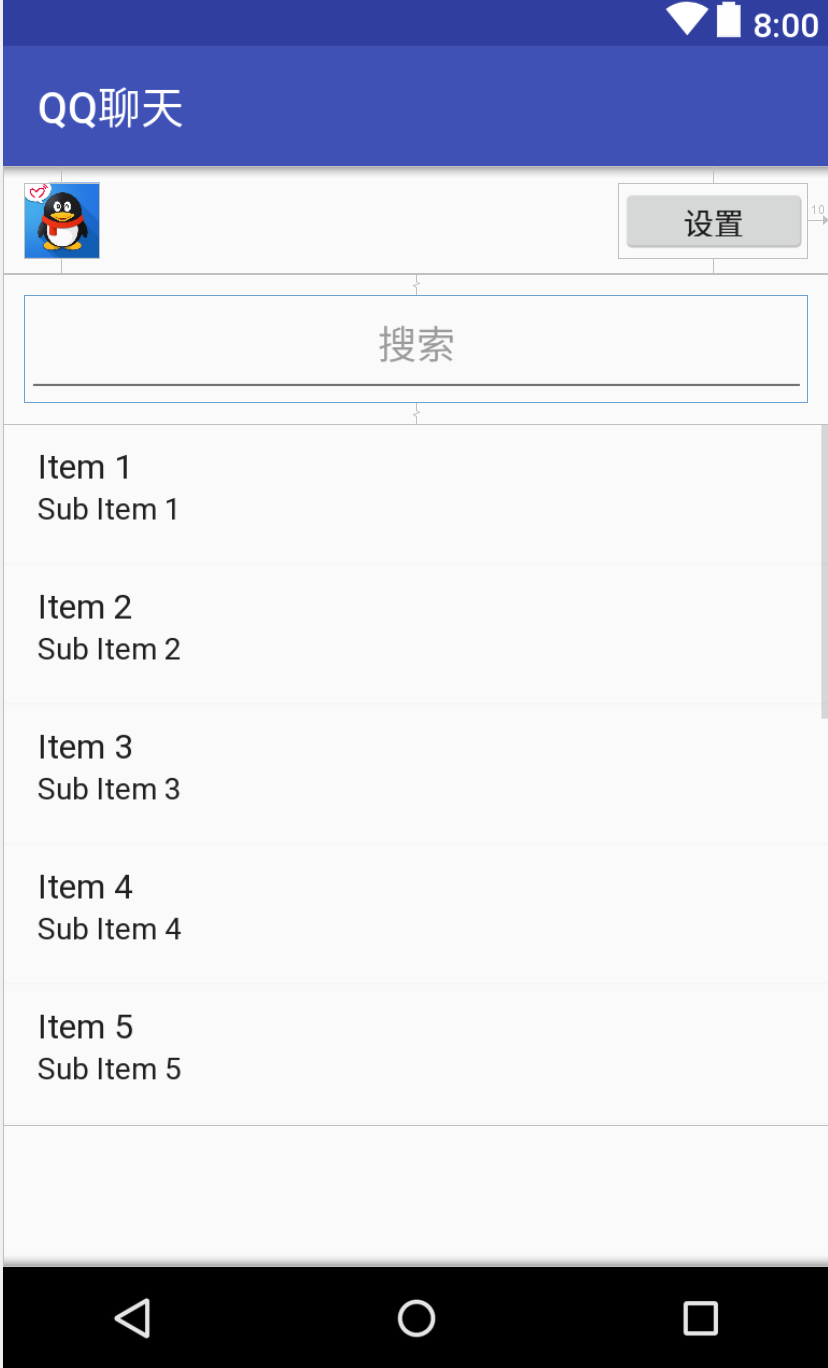 8:00
QQ聊天
设置
10
搜索
Item 1
Sub Item 1
Item 2
Sub Item 2
Item 3
Sub Item 3
Item 4
Sub Item 4
Item 5
Sub Item 5